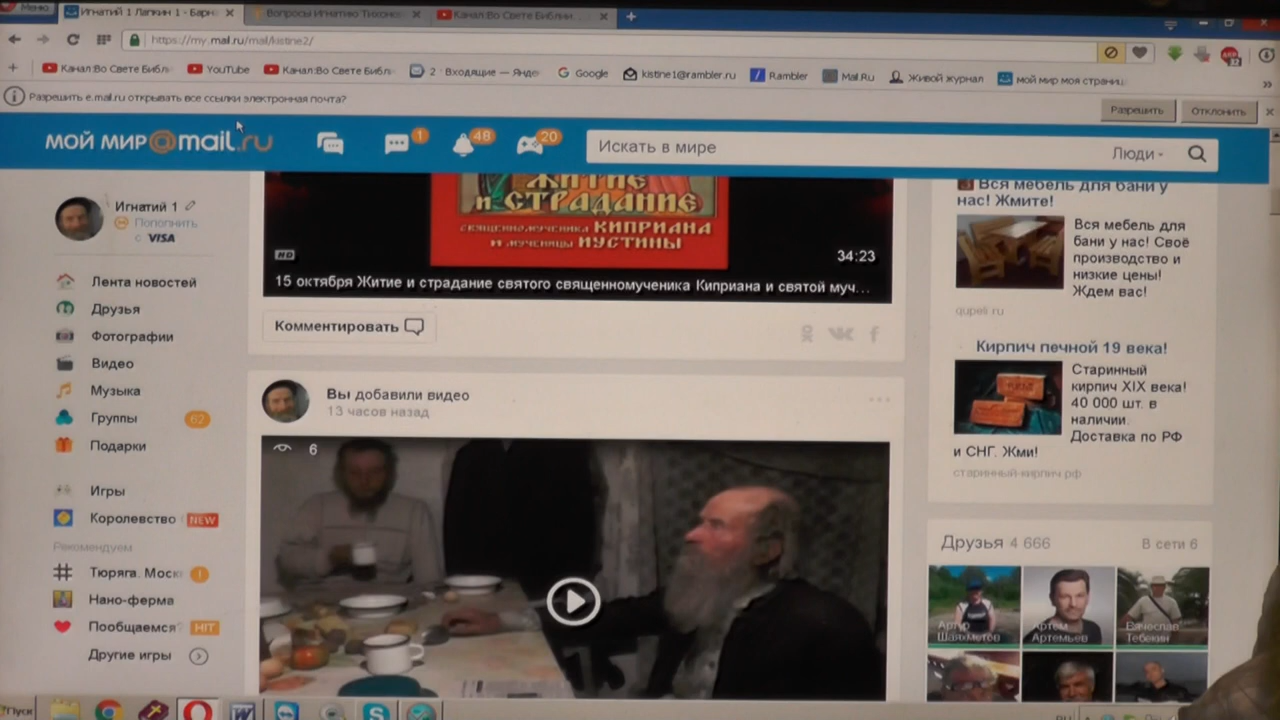 Меню
Игнатий 1 Лапкин 1 - Барна
Вопросы Игнатию Тихоно
Канал:Во Свете Библии...
https://my.mail.ru/mail/kistine2/
Канал:Во Свете Библ
YouTube
Канал:Во Свете Библ
2 · Входящие — Янде
Google
kistine1@rambler.ru
Rambler
Mail.Ru
Живой журнал
мой мир моя страниц
Разрешить e.mail.ru открывать все ссылки электронная почта?
Разрешить
Отклонить
МОЙ МИР@mail.ru
1
48
20
Искать в мире
Люди
Игнатий 1
Пополнить
с VISA
Лента новостей
Друзья
Фотографии
Видео
Музыка
Группы 62
Подарки
Игры
Королевство NEW
Рекомендуем
Тюряга. Моск
Нано-ферма
Пообщаемся? HIT
Другие игры
ЖИТИЕ
И СТРАДАНИЕ
СВЯЩЕННОМУЧЕНИКА КИПРИАНА
И МУЧЕНИЦЫ ИУСТИНЫ
HD
34:23
15 октября Житие и страдание святого священномученика Киприана и святой муч...
Комментировать
Вы добавили видео
13 часов назад
6
Вся мебель для бани у
нас! Жмите!
Вся мебель для
бани у нас! Своё
производство и
низкие цены!
Ждем вас!
qupeli.ru
Кирпич печной 19 века!
Старинный
кирпич XIX века!
40 000 шт. в
наличии.
Доставка по РФ
и СНГ. Жми!
старинный-кирпич.рф
Друзья 4 666
В сети 6
Артур
Шаяхметов
Артем
Артемьев
Вячеслав
Тебекин
Пуск
RU